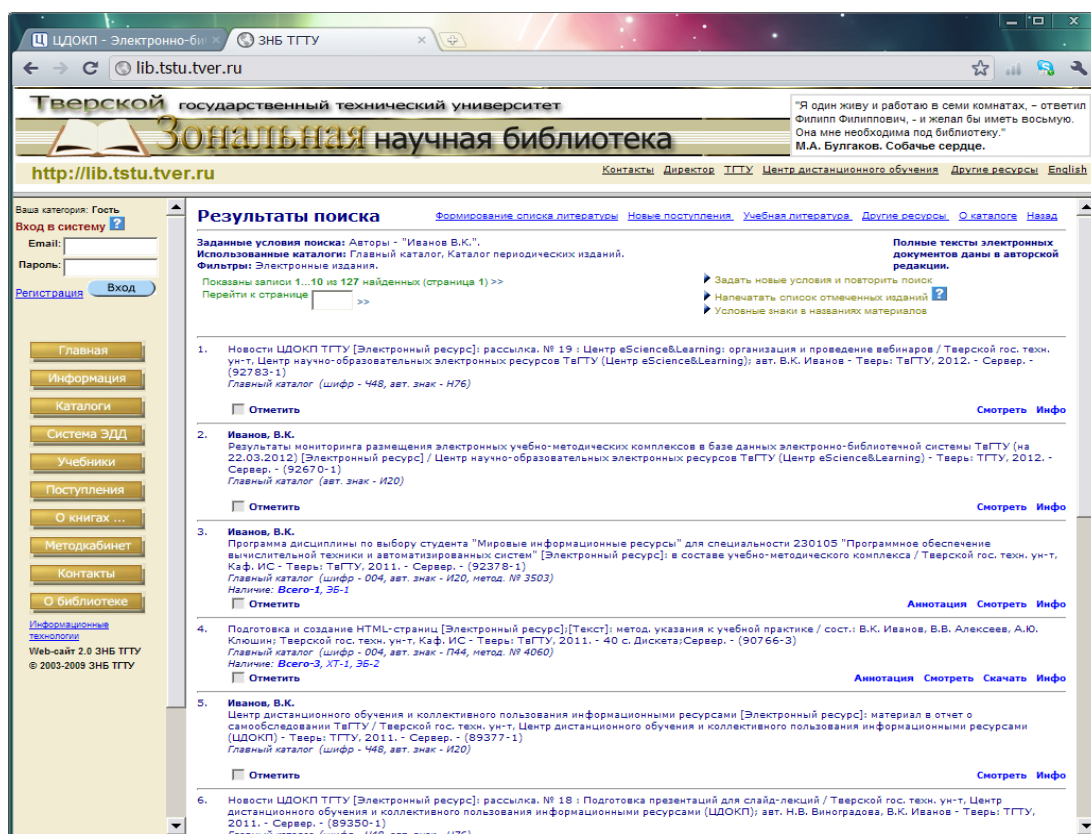 ЦДОКП - Электронно-би
ЗНБ ТГТУ
lib.tstu.tver.ru
Тверской государственный технический университет
Зональная научная библиотека
"Я один живу и работаю в семи комнатах, – ответил
Филипп Филиппович, - и желал бы иметь восьмую.
Она мне необходима под библиотеку."
М.А. Булгаков. Собачье сердце.
http://lib.tstu.tver.ru
Контакты Директор ТГТУ Центр дистанционного обучения Другие ресурсы English
Ваша категория: Гость
Вход в систему ?
Email:
Пароль:
Регистрация Вход
Главная
Информация
Каталоги
Система ЭДД
Учебники
Поступления
О книгах ...
Методкабинет
Контакты
О библиотеке
Информационные
технологии
Web-сайт 2.0 ЗНБ ТГТУ
© 2003-2009 ЗНБ ТГТУ
Результаты поиска
Формирование списка литературы Новые поступления Учебная литература Другие ресурсы О каталоге Назад
Заданные условия поиска: Авторы - "Иванов В.К.".
Использованные каталоги: Главный каталог, Каталог периодических изданий.
Фильтры: Электронные издания.
Полные тексты электронных
документов даны в авторской
редакции.
Показаны записи 1...10 из 127 найденных (страница 1) >>
Перейти к странице >>
Задать новые условия и повторить поиск
Напечатать список отмеченных изданий ?
Условные знаки в названиях материалов
1. Новости ЦДОКП ТГТУ [Электронный ресурс]: рассылка. № 19 : Центр eScience&Learning: организация и проведение вебинаров / Тверской гос. техн.
ун-т, Центр научно-образовательных электронных ресурсов ТвГТУ (Центр eScience&Learning); авт. В.К. Иванов - Тверь: ТвГТУ, 2012. - Сервер. -
(92783-1)
Главный каталог (шифр - Ч48, авт. знак - Н76)
Отметить
Смотреть Инфо
2. Иванов, В.К.
Результаты мониторинга размещения электронных учебно-методических комплексов в базе данных электронно-библиотечной системы ТвГТУ (на
22.03.2012) [Электронный ресурс] / Центр научно-образовательных электронных ресурсов ТвГТУ (Центр eScience&Learning) - Тверь: ТГТУ, 2012. -
Сервер. - (92670-1)
Главный каталог (авт. знак - И20)
Отметить
Смотреть Инфо
3. Иванов, В.К.
Программа дисциплины по выбору студента "Мировые информационные ресурсы" для специальности 230105 "Программное обеспечение
вычислительной техники и автоматизированных систем" [Электронный ресурс]: в составе учебно-методического комплекса / Тверской гос. техн. ун-т,
Каф. ИС - Тверь: ТвГТУ, 2011. - Сервер. - (92378-1)
Главный каталог (шифр - 004, авт. знак - И20, метод. № 3503)
Наличие: Всего-1, ЭБ-1
Отметить
Аннотация Смотреть Инфо
4. Подготовка и создание HTML-страниц [Электронный ресурс];[Текст]: метод. указания к учебной практике / сост.: В.К. Иванов, В.В. Алексеев, А.Ю.
Клюшин; Тверской гос. техн. ун-т, Каф. ИС - Тверь: ТвГТУ, 2011. - 40 с. Дискета;Сервер. - (90766-3)
Главный каталог (шифр - 004, авт. знак - П44, метод. № 4060)
Наличие: Всего-3, ХТ-1, ЭБ-2
Отметить
Аннотация Смотреть Скачать Инфо
5. Иванов, В.К.
Центр дистанционного обучения и коллективного пользования информационными ресурсами [Электронный ресурс]: материал в отчет о
самообследовании ТвГТУ / Тверской гос. техн. ун-т, Центр дистанционного обучения и коллективного пользования информационными ресурсами
(ЦДОКП) - Тверь: ТГТУ, 2011. - Сервер. - (89377-1)
Главный каталог (шифр - Ч48, авт. знак - И20)
Отметить
Смотреть Инфо
6. Новости ЦДОКП ТГТУ [Электронный ресурс]: рассылка. № 18 : Подготовка презентаций для слайд-лекций / Тверской гос. техн. ун-т, Центр
дистанционного обучения и коллективного пользования информационными ресурсами (ЦДОКП); авт. Н.В. Виноградова, В.К. Иванов - Тверь: ТГТУ,
2011. - Сервер. - (89350-1)